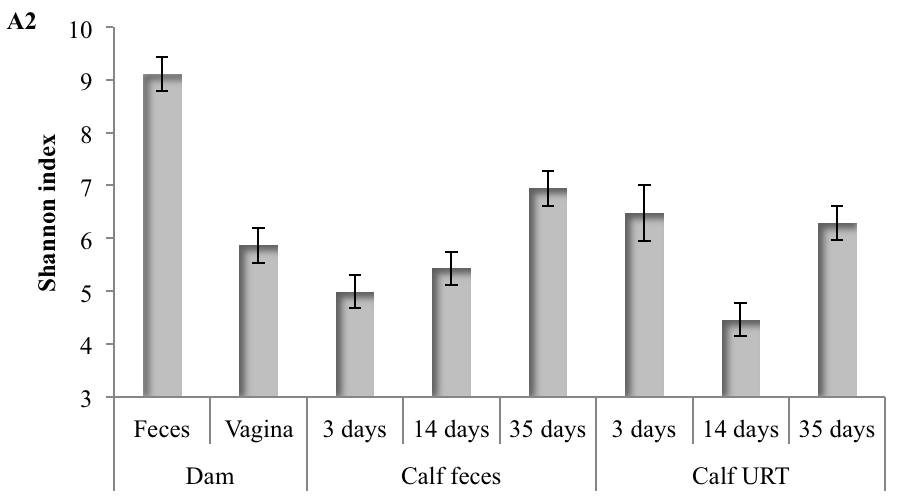 A2
10
9
8
7
6
5
4
3
Shannon index
Feces Vagina 3 days 14 days 35 days 3 days 14 days 35 days
Dam Calf feces Calf URT